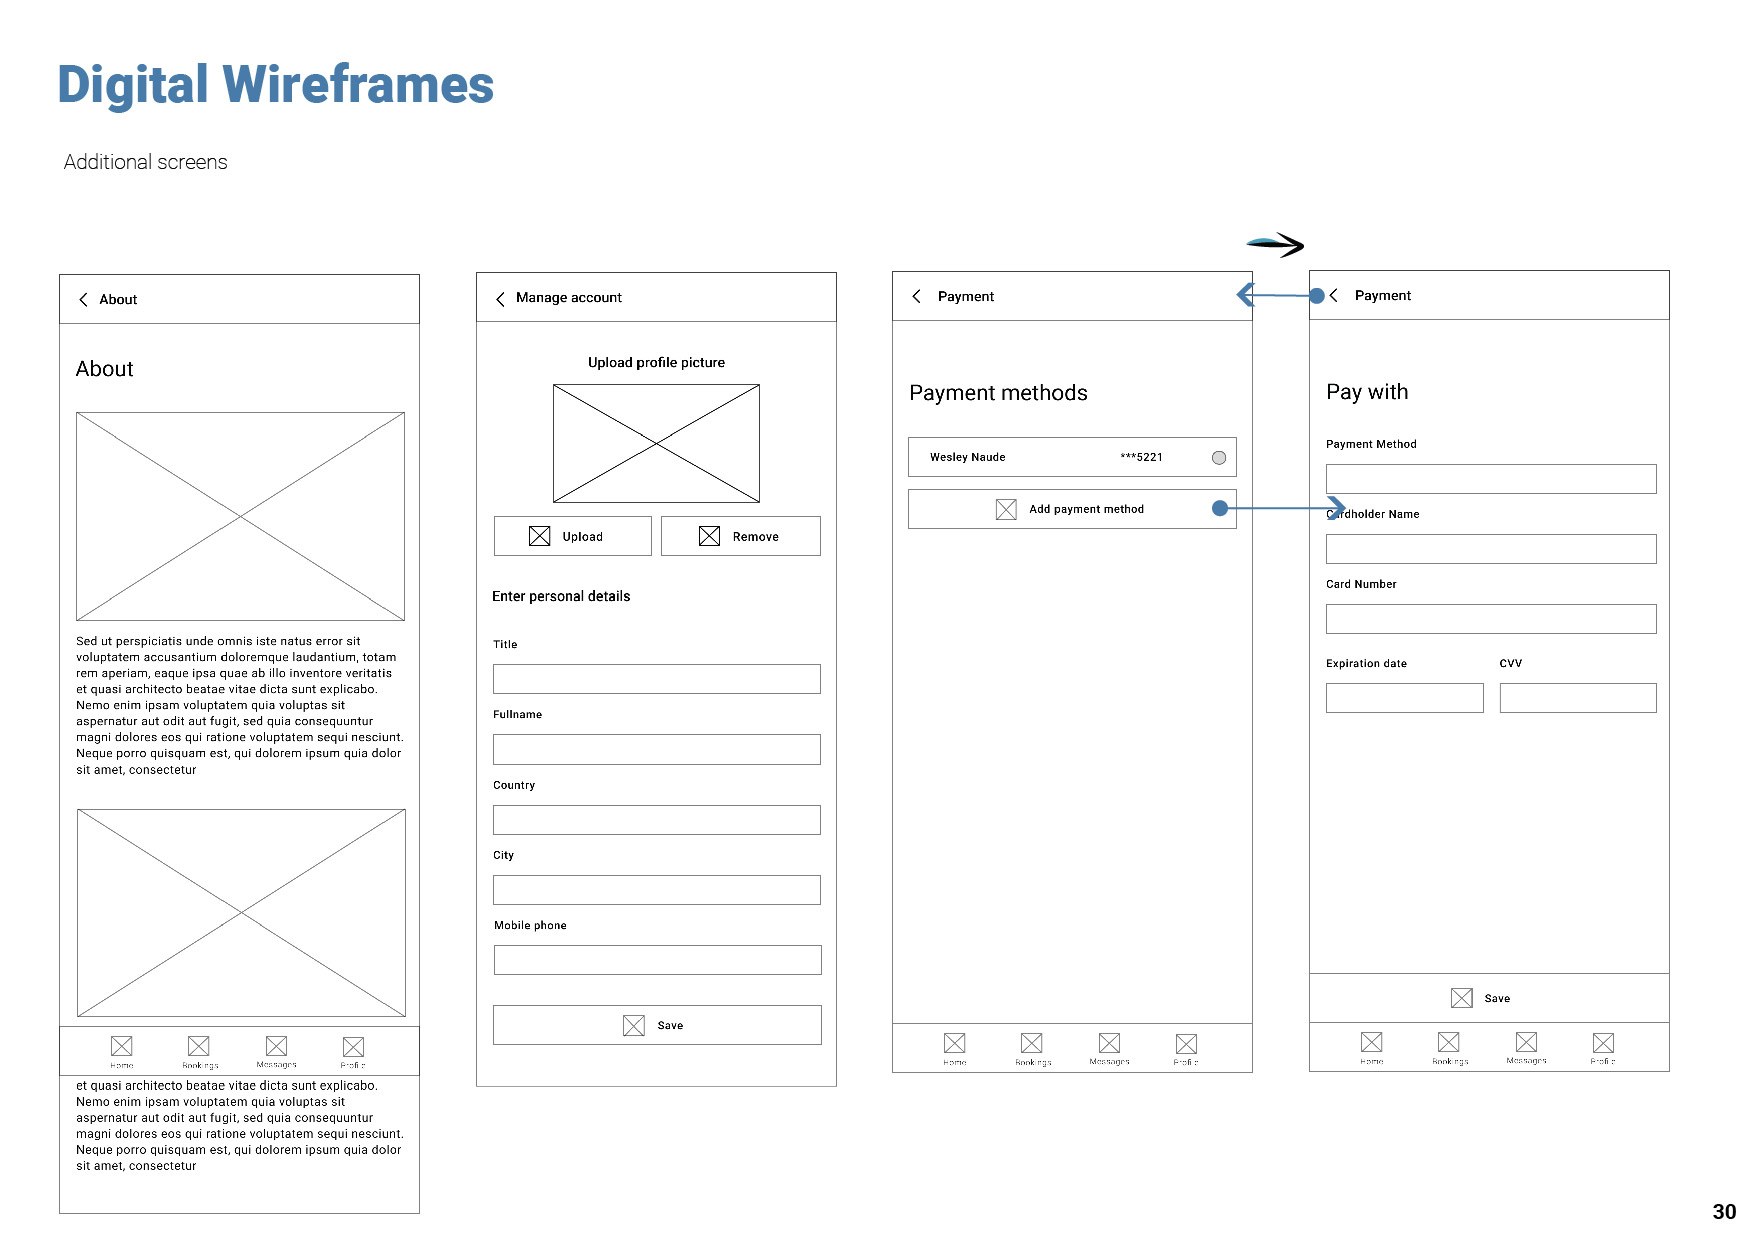 Digital Wireframes
Additional screens
About
About
Sed ut perspiciatis unde omnis iste natus error sit
voluptatem accusantium doloremque laudantium, totam
rem aperiam, eaque ipsa quae ab illo inventore veritatis
et quasi architecto beatae vitae dicta sunt explicabo.
Nemo enim ipsam voluptatem quia voluptas sit
aspernatur aut odit aut fugit, sed quia consequuntur
magni dolores eos qui ratione voluptatem sequi nesciunt.
Neque porro quisquam est, qui dolorem ipsum quia dolor
sit amet, consectetur
Home Bookings Messages Profile
et quasi architecto beatae vitae dicta sunt explicabo.
Nemo enim ipsam voluptatem quia voluptas sit
aspernatur aut odit aut fugit, sed quia consequuntur
magni dolores eos qui ratione voluptatem sequi nesciunt.
Neque porro quisquam est, qui dolorem ipsum quia dolor
sit amet, consectetur
Manage account
Upload profile picture
Upload Remove
Enter personal details
Title
Fullname
Country
City
Mobile phone
Save
Payment
Payment methods
Wesley Naude ***5221
Add payment method
Home Bookings Messages Profile
Payment
Pay with
Payment Method
Cardholder Name
Card Number
Expiration date CVV
Save
Home Bookings Messages Profile
30